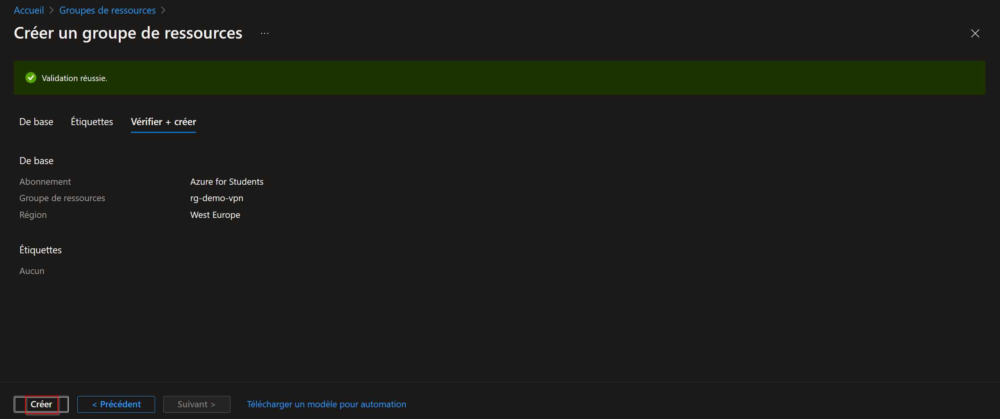 Accueil > Groupes de ressources >
Créer un groupe de ressources ...
Validation réussie.
De base Étiquettes Vérifier + créer
De base
Abonnement Azure for Students
Groupe de ressources rg-demo-vpn
Région West Europe
Étiquettes
Aucun
Créer < Précédent Suivant > Télécharger un modèle pour automation